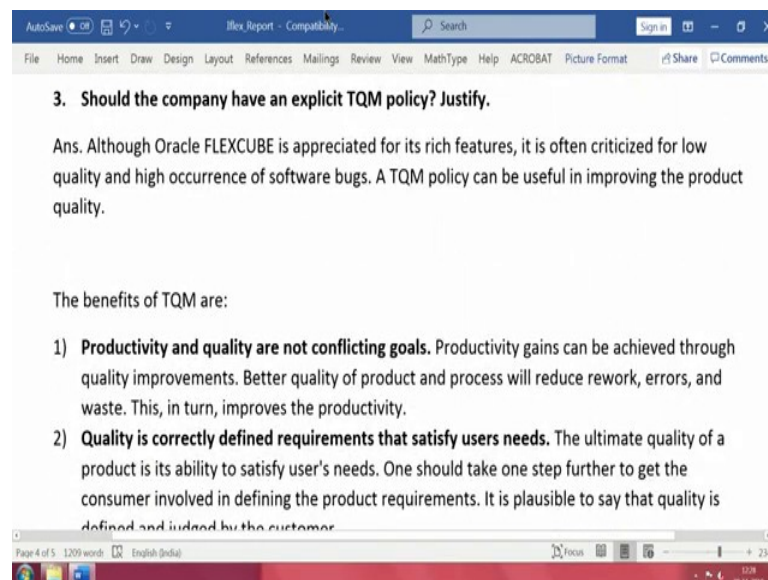 AutoSave Off Iflex_Report - Compatibility... Search Sign in
File Home Insert Draw Design Layout References Mailings Review View MathType Help ACROBAT Picture Format Share Comments
3. Should the company have an explicit TQM policy? Justify.
Ans. Although Oracle FLEXCUBE is appreciated for its rich features, it is often criticized for low
quality and high occurrence of software bugs. A TQM policy can be useful in improving the product
quality.
The benefits of TQM are:
1) Productivity and quality are not conflicting goals. Productivity gains can be achieved through
quality improvements. Better quality of product and process will reduce rework, errors, and
waste. This, in turn, improves the productivity.
2) Quality is correctly defined requirements that satisfy users needs. The ultimate quality of a
product is its ability to satisfy user's needs. One should take one step further to get the
consumer involved in defining the product requirements. It is plausible to say that quality is
defined and judged by the customer.
Page 4 of 5 1209 words English (India) Focus
12:28